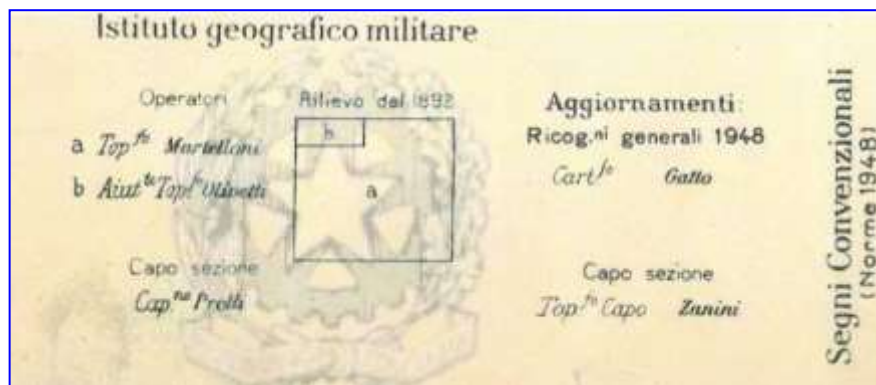 Istituto geografico militare
Operatori
Rilievo del 1892
a Top.fo Martelloni
b Aiut.te Top.fo Olivetti
b
a
Capo sezione
Cap.no
Aggiornamenti:
Ricog.ni generali 1948
Cart.fo Gatto
Capo sezione
Top.fo Capo Zanini
Segni Convenzionali
(Norme 1948)